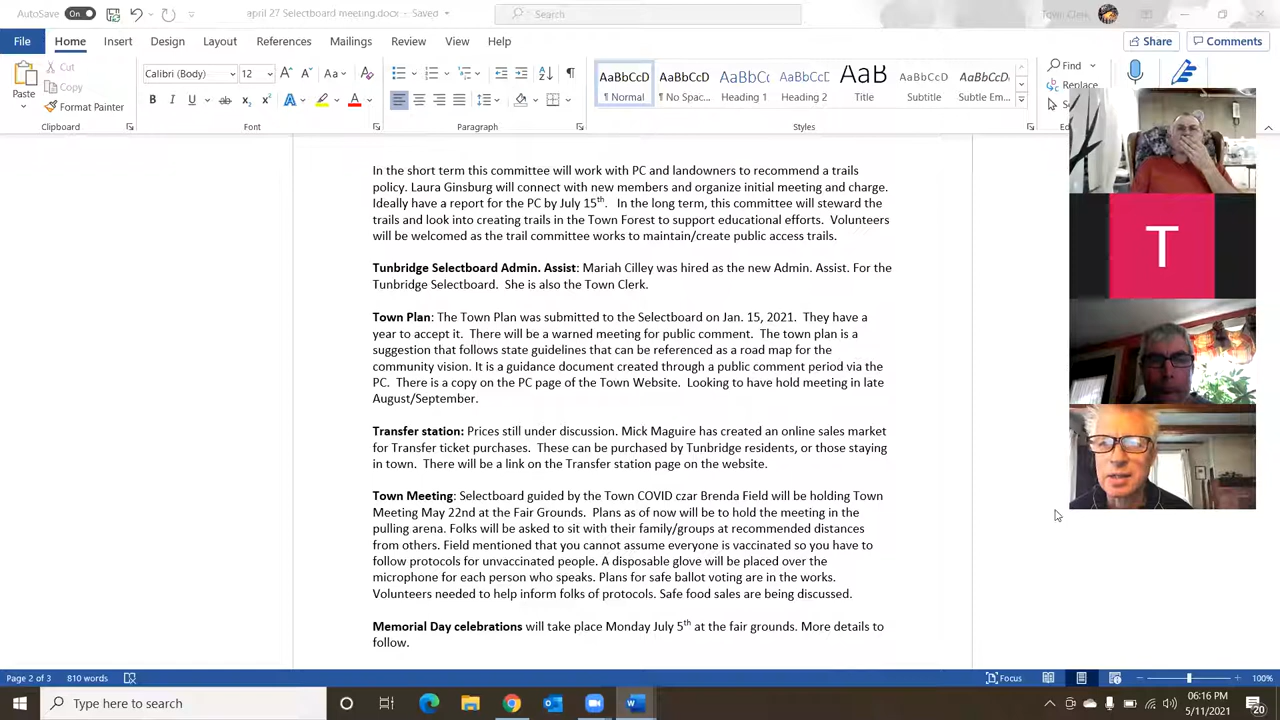 AutoSave On april 27 Selectboard meeting.docx - Saved Search Town Clerk
File Home Insert Design Layout References Mailings Review View Help Share Comments
Paste Cut Copy Format Painter
Calibri (Body) 12 Aa
B I U ab x2 x2 A A
AaBbCcD AaBbCcD AaBbC AaBbCcD AaB AaBbCcD AaBbCcD
¶ Normal ¶ No Spac... Heading 1 Heading 2 Title Subtitle Subtle Em...
Find
Replace
Clipboard Font Paragraph Styles
In the short term this committee will work with PC and landowners to recommend a trails
policy. Laura Ginsburg will connect with new members and organize initial meeting and charge.
Ideally have a report for the PC by July 15th. In the long term, this committee will steward the
trails and look into creating trails in the Town Forest to support educational efforts. Volunteers
will be welcomed as the trail committee works to maintain/create public access trails.
Tunbridge Selectboard Admin. Assist: Mariah Cilley was hired as the new Admin. Assist. For the
Tunbridge Selectboard. She is also the Town Clerk.
Town Plan: The Town Plan was submitted to the Selectboard on Jan. 15, 2021. They have a
year to accept it. There will be a warned meeting for public comment. The town plan is a
suggestion that follows state guidelines that can be referenced as a road map for the
community vision. It is a guidance document created through a public comment period via the
PC. There is a copy on the PC page of the Town Website. Looking to have hold meeting in late
August/September.
Transfer station: Prices still under discussion. Mick Maguire has created an online sales market
for Transfer ticket purchases. These can be purchased by Tunbridge residents, or those staying
in town. There will be a link on the Transfer station page on the website.
Town Meeting: Selectboard guided by the Town COVID czar Brenda Field will be holding Town
Meeting May 22nd at the Fair Grounds. Plans as of now will be to hold the meeting in the
pulling arena. Folks will be asked to sit with their family/groups at recommended distances
from others. Field mentioned that you cannot assume everyone is vaccinated so you have to
follow protocols for unvaccinated people. A disposable glove will be placed over the
microphone for each person who speaks. Plans for safe ballot voting are in the works.
Volunteers needed to help inform folks of protocols. Safe food sales are being discussed.
Memorial Day celebrations will take place Monday July 5th at the fair grounds. More details to
follow.
T
Page 2 of 3 810 words Focus 100%
Type here to search
06:16 PM
5/11/2021
20